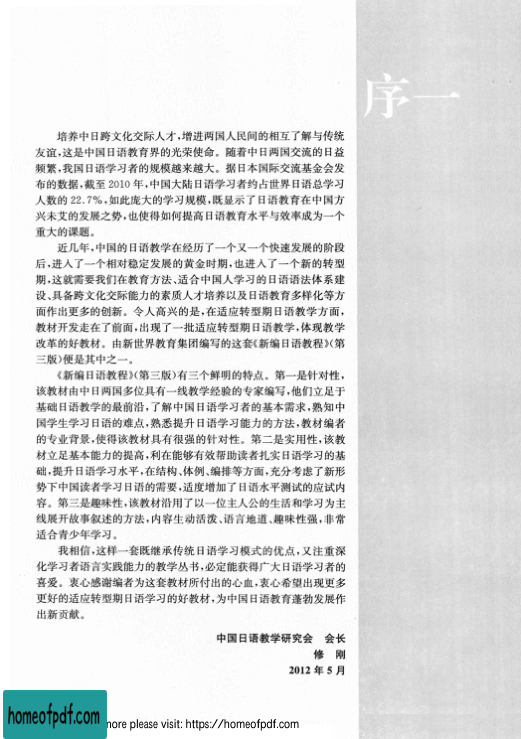 序一
培养中日跨文化交际人才,增进两国人民间的相互了解与传统
友谊,这是中国日语教育界的光荣使命。随着中日两国交流的日益
频繁,我国日语学习者的规模越来越大。据日本国际交流基金会发
布的数据,截至2010年,中国大陆日语学习者约占世界日语总学习
人数的22.7%,如此庞大的学习规模,既显示了日语教育在中国方
兴未艾的发展之势,也使得如何提高日语教育水平与效率成为一个
重大的课题。
近几年,中国的日语教学在经历了一个又一个快速发展的阶段
后,进入了一个相对稳定发展的黄金时期,也进入了一个新的转型
期,这就需要我们在教育方法、适合中国人学习的日语语法体系建
设、具备跨文化交际能力的素质人才培养以及日语教育多样化等方
面作出更多的创新。令人高兴的是,在适应转型期日语教学方面,
教材开发走在了前面,出现了一批适应转型期日语教学,体现教学
改革的好教材。由新世界教育集团编写的这套《新编日语教程》(第
三版)便是其中之一。
《新编日语教程》(第三版)有三个鲜明的特点。第一是针对性,
该教材由中日两国多位具有一线教学经验的专家编写,他们立足于
基础日语教学的最前沿,了解中国日语学习者的基本需求,熟知中
国学生学习日语的难点,熟悉提升日语学习能力的方法,教材编者
的专业背景,使得该教材具有很强的针对性。第二是实用性,该教
材立足基本能力的提高,利在能够有效帮助读者扎实日语学习的基
础,提升日语学习水平,在结构、体例、编排等方面,充分考虑了新形
势下中国读者学习日语的需要,适度增加了日语水平测试的应试内
容。第三是趣味性,该教材沿用了以一位主人公的生活和学习为主
线展开故事叙述的方法,内容生动活泼、语言地道、趣味性强,非常
适合青少年学习。
我相信,这样一套既继承传统日语学习模式的优点,又注重深
化学习者语言实践能力的教学丛书,必定能获得广大日语学习者的
喜爱。衷心感谢编者为这套教材所付出的心血,衷心希望出现更多
更好的适应转型期日语学习的好教材,为中国日语教育蓬勃发展作
出新贡献。
中国日语教学研究会 会长
修 刚
2012年5月
homeofpdf.com
more please visit: https://homeofpdf.com